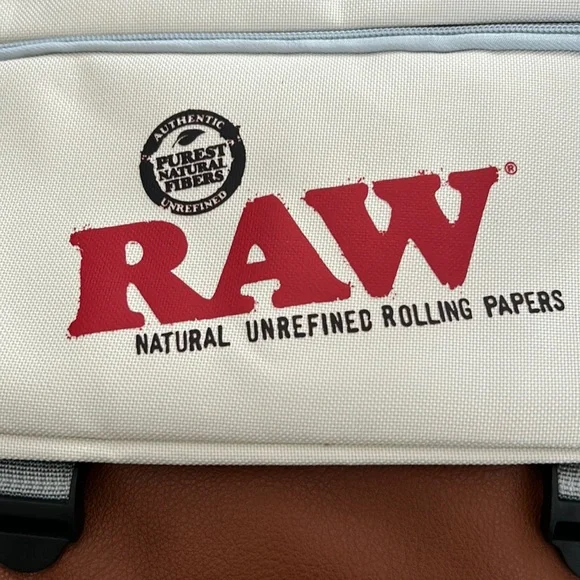 AUTHENTIC
PUREST
NATURAL
FIBERS
UNREFINED
RAW®
NATURAL UNREFINED ROLLING PAPERS